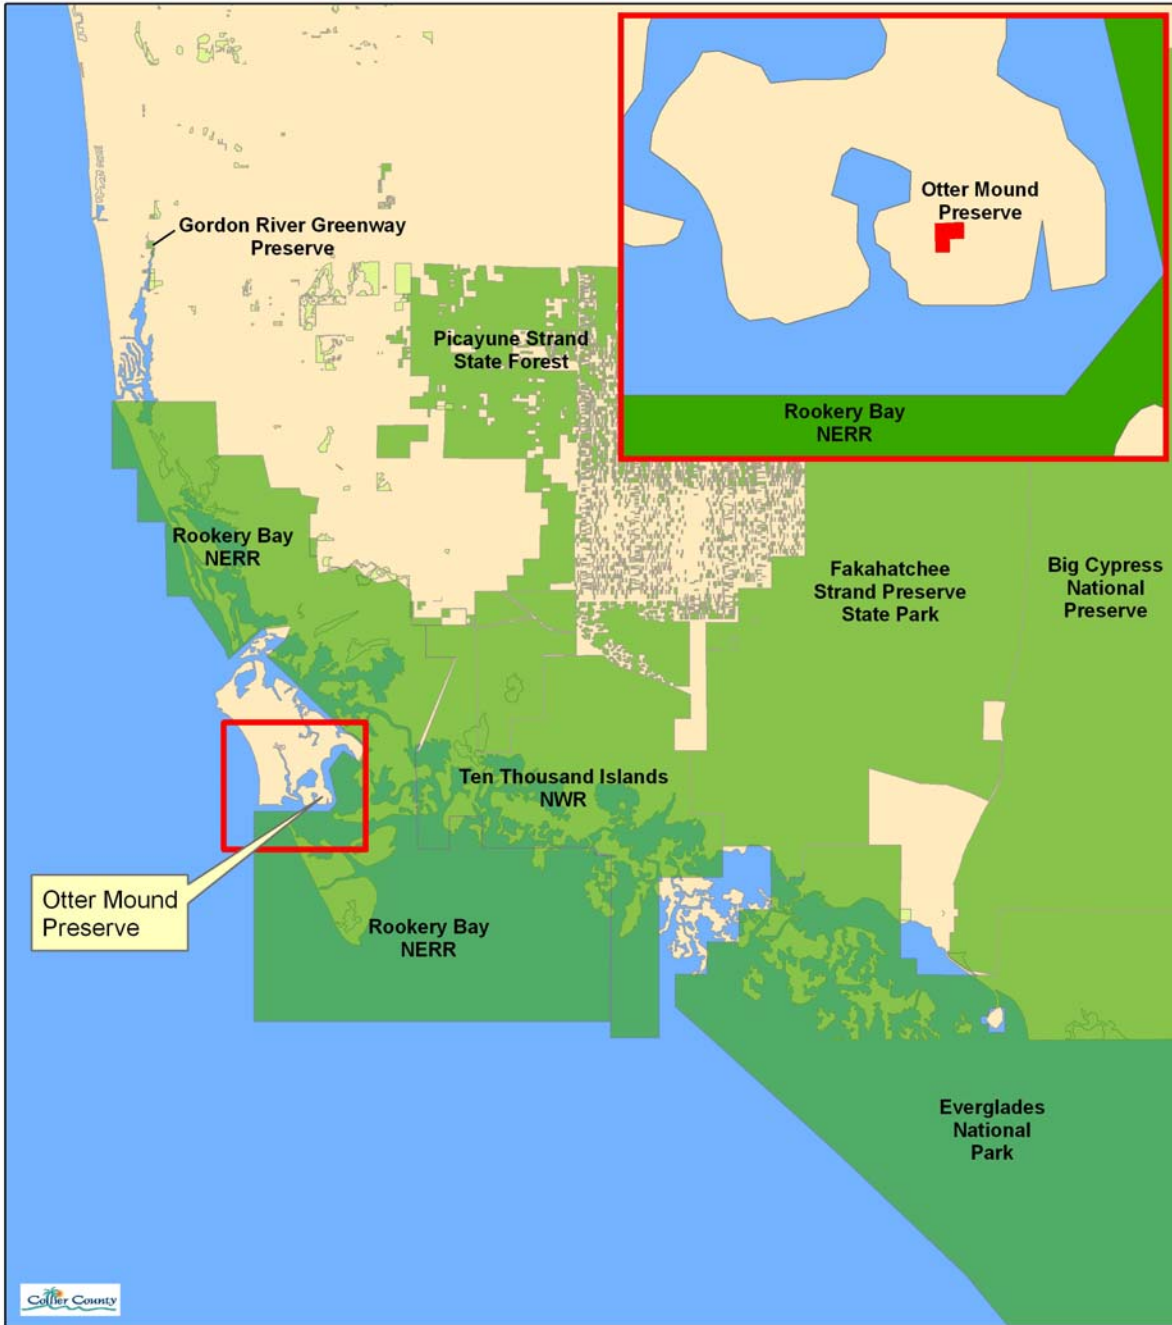 Otter Mound
Preserve
Rookery Bay
NERR
Gordon River Greenway
Preserve
Picayune Strand
State Forest
Rookery Bay
NERR
Fakahatchee
Strand Preserve
State Park
Big Cypress
National
Preserve
Ten Thousand Islands
NWR
Otter Mound
Preserve
Rookery Bay
NERR
Everglades
National
Park
Collier County